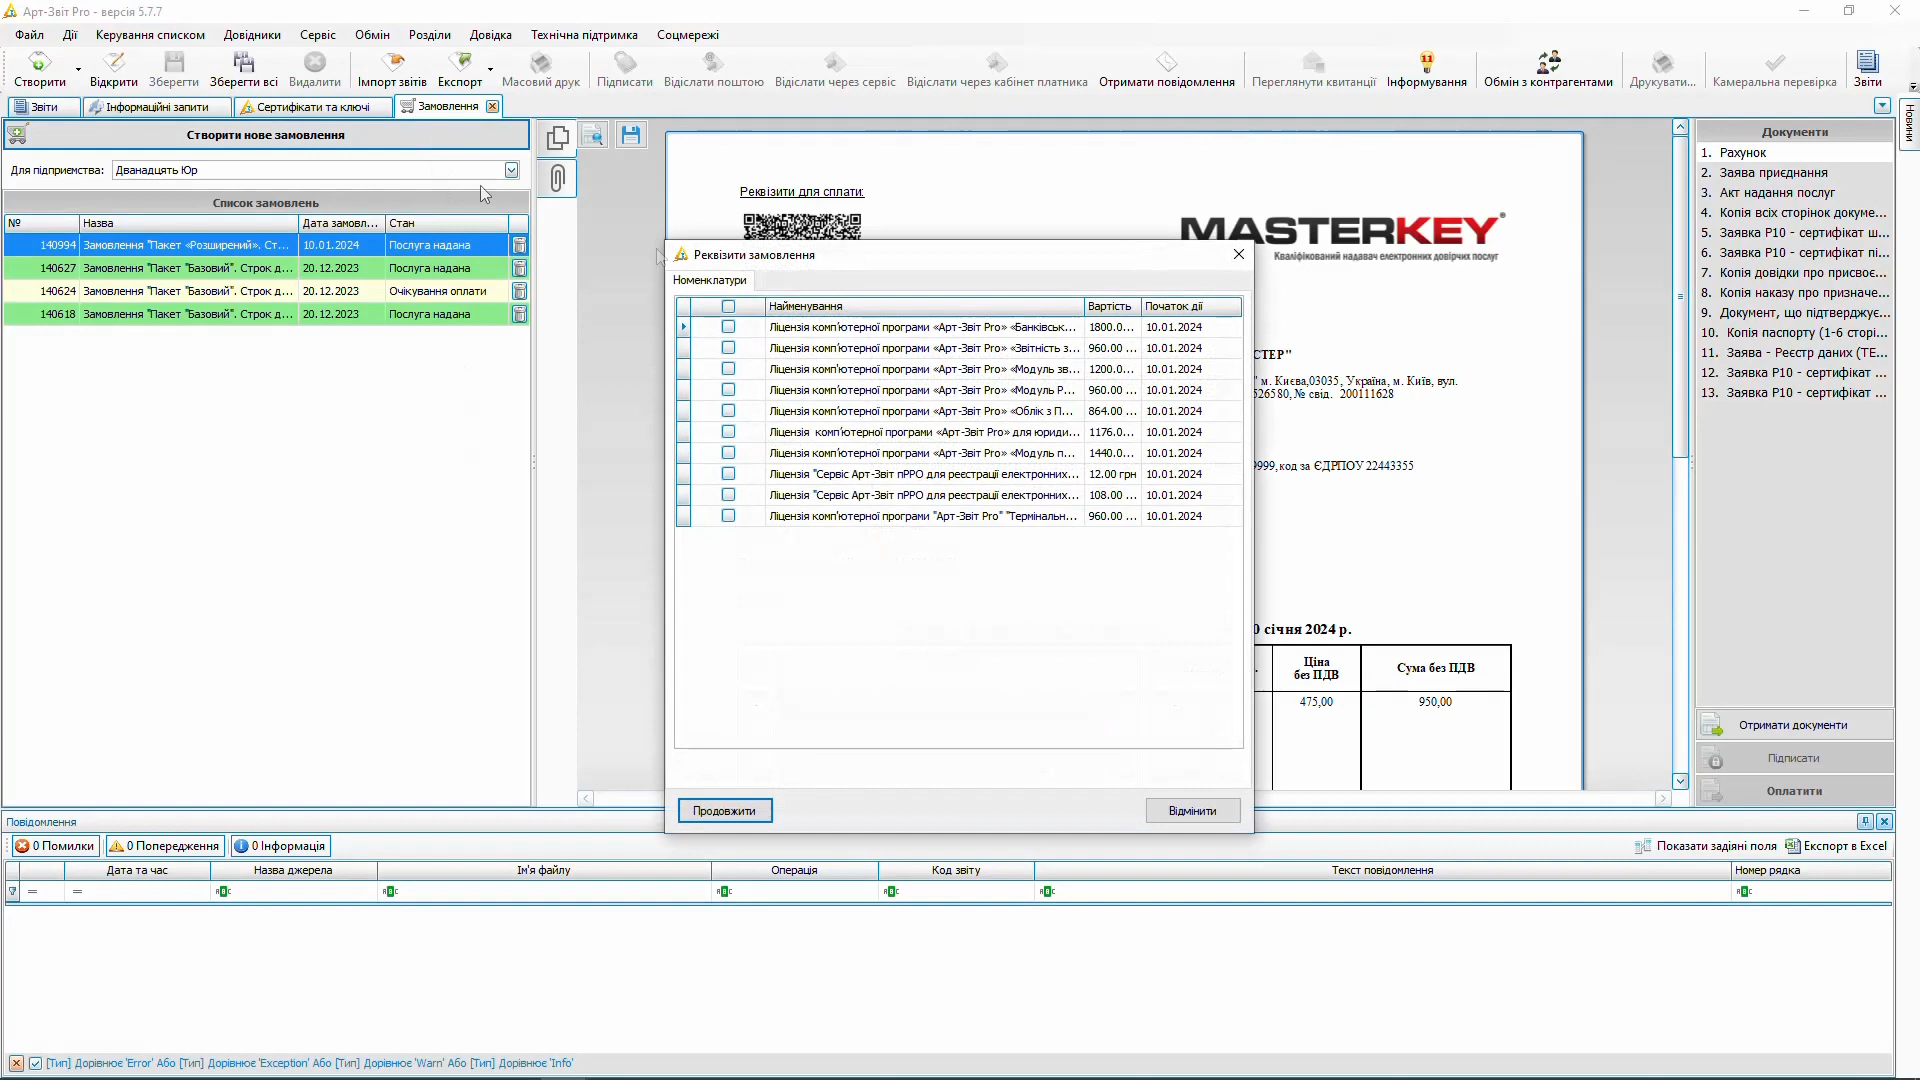 Арт-Звіт Pro - версія 5.7.7
Файл Дії Керування списком Довідники Сервіс Обмін Розділи Довідка Технічна підтримка Соцмережі
Створити Відкрити Зберегти Зберегти всі Видалити Імпорт звітів Експорт Масовий друк Підписати Відіслати поштою Відіслати через сервіс Відіслати через кабінет платника Отримати повідомлення Переглянути квитанції Інформування Обмін з контрагентами Друкувати... Камеральна перевірка Звіти
Звіти Інформаційні запити Сертифікати та ключі Замовлення
Новини
Створити нове замовлення
Для підприємства: Дванадцять Юр
Список замовлень
№ Назва Дата замовл... Стан
140994 Замовлення "Пакет «Розширений». Ст... 10.01.2024 Послуга надана
140627 Замовлення "Пакет "Базовий". Строк д... 20.12.2023 Послуга надана
140624 Замовлення "Пакет "Базовий". Строк д... 20.12.2023 Очікування оплати
140618 Замовлення "Пакет "Базовий". Строк д... 20.12.2023 Послуга надана
Реквізити для сплати:
MASTERKEY
Кваліфікований надавач електронних довірчих послуг
СТЕР"
" м. Києва,03035, Україна, м. Київ, вул.
526580, № свід. 200111628
9999, код за ЄДРПОУ 22443355
0 січня 2024 р.
Ціна
без ПДВ
Сума без ПДВ
475,00 950,00
Реквізити замовлення
Номенклатури
Найменування Вартість Початок дії
Ліцензія комп'ютерної програми «Арт-Звіт Pro» «Банківськ... 1800.0... 10.01.2024
Ліцензія комп'ютерної програми «Арт-Звіт Pro» «Звітність з... 960.00 ... 10.01.2024
Ліцензія комп'ютерної програми «Арт-Звіт Pro» «Модуль зв... 1200.0... 10.01.2024
Ліцензія комп'ютерної програми «Арт-Звіт Pro» «Модуль Р... 960.00 ... 10.01.2024
Ліцензія комп'ютерної програми «Арт-Звіт Pro» «Облік з П... 864.00 ... 10.01.2024
Ліцензія комп'ютерної програми «Арт-Звіт Pro» для юриди... 1176.0... 10.01.2024
Ліцензія комп'ютерної програми «Арт-Звіт Pro» «Модуль п... 1440.0... 10.01.2024
Ліцензія "Сервіс Арт-Звіт пРРО для реєстрації електронних... 12.00 грн 10.01.2024
Ліцензія "Сервіс Арт-Звіт пРРО для реєстрації електронних... 108.00 ... 10.01.2024
Ліцензія комп'ютерної програми "Арт-Звіт Pro" "Термінальн... 960.00 ... 10.01.2024
Продовжити Відмінити
Документи
1. Рахунок
2. Заява приєднання
3. Акт надання послуг
4. Копія всіх сторінок докуме...
5. Заявка P10 - сертифікат ш...
6. Заявка P10 - сертифікат пі...
7. Копія довідки про присвоє...
8. Копія наказу про призначе...
9. Документ, що підтверджує...
10. Копія паспорту (1-6 сторі...
11. Заява - Реєстр даних (ТЕ...
12. Заявка P10 - сертифікат ...
13. Заявка P10 - сертифікат ...
Отримати документи
Підписати
Оплатити
Повідомлення
0 Помилки 0 Попередження 0 Інформація Показати задіяні поля Експорт в Excel
Дата та час Назва джерела Ім'я файлу Операція Код звіту Текст повідомлення Номер рядка
[Тип] Дорівнює 'Error' Або [Тип] Дорівнює 'Exception' Або [Тип] Дорівнює 'Warn' Або [Тип] Дорівнює 'Info'